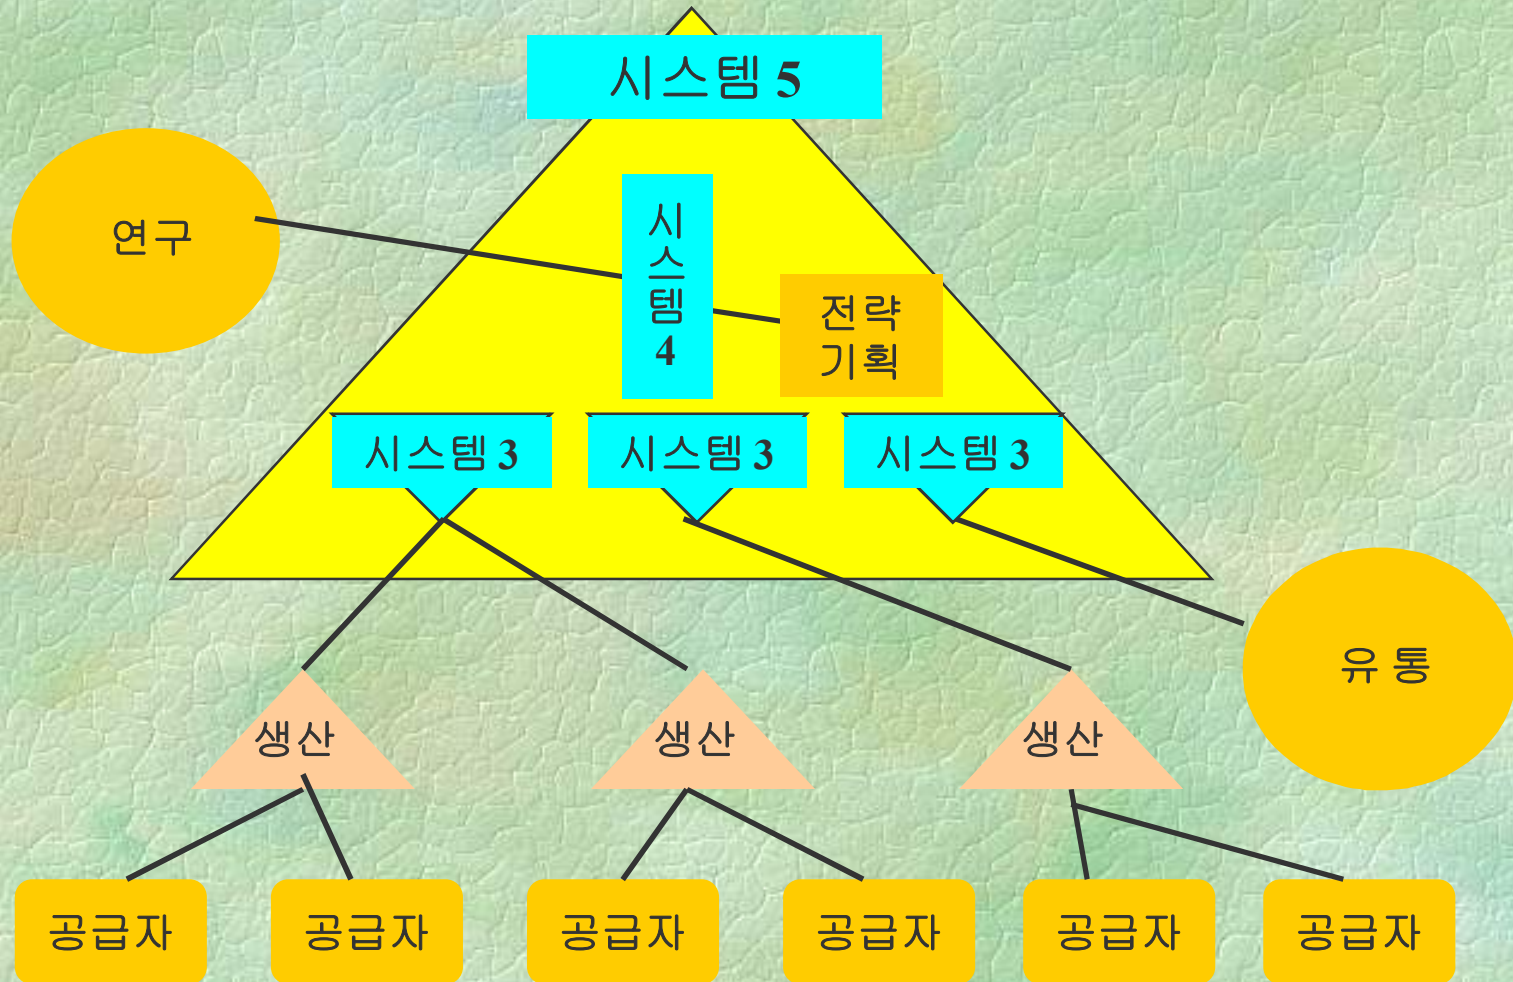 시스템 5
연구
시
스
템
4
전략
기획
시스템 3
시스템 3
시스템 3
유 통
생산
생산
생산
공급자
공급자
공급자
공급자
공급자
공급자